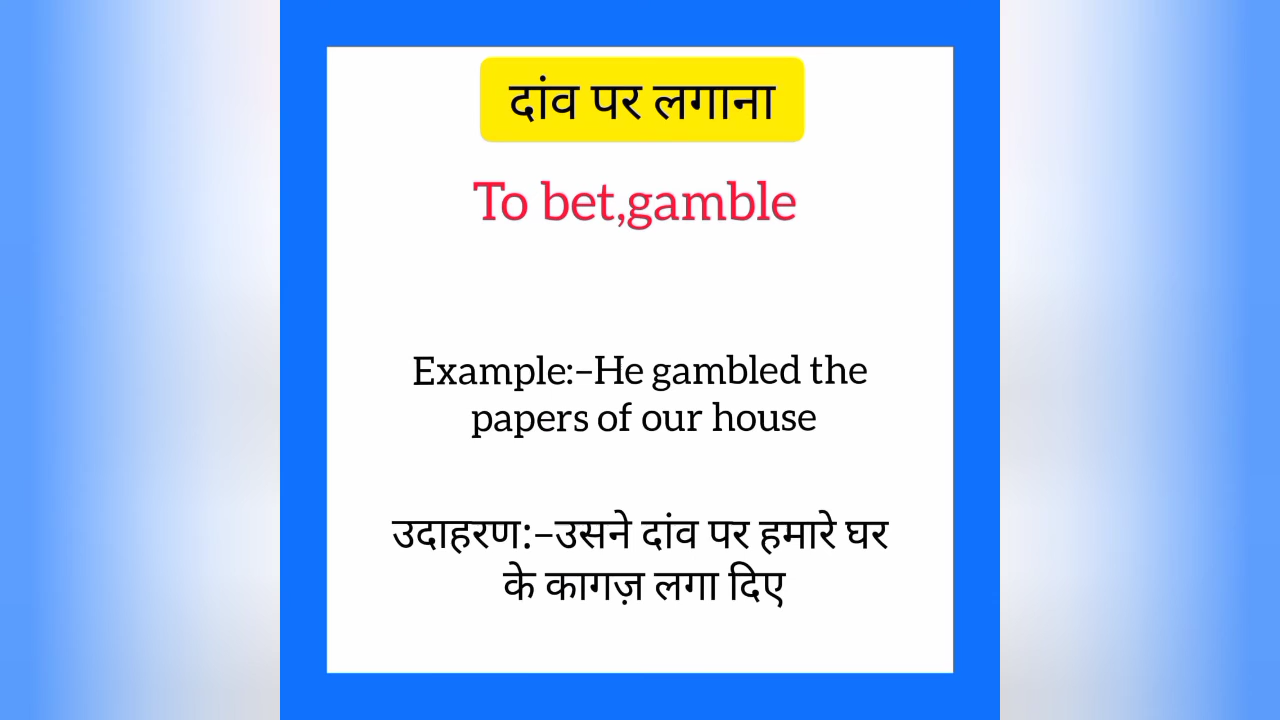 दांव पर लगाना
To bet,gamble
Example:–He gambled the
papers of our house
उदाहरण:–उसने दांव पर हमारे घर
के कागज़ लगा दिए